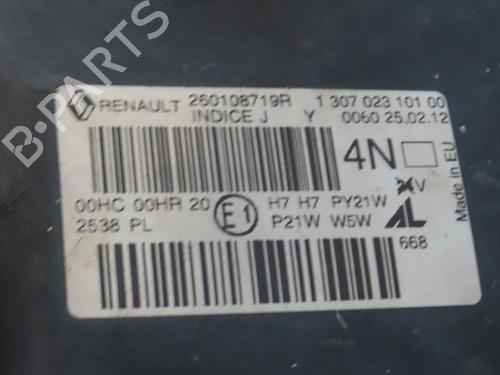 B-PARTS
RENAULT 260108719R 1 307 023 101 00
INDICE J Y 0060 25.02.12
4N
Made in EU
00HC 00HR 20 E1 H7 H7 PY21W
2538 PL P21W W5W AL
668